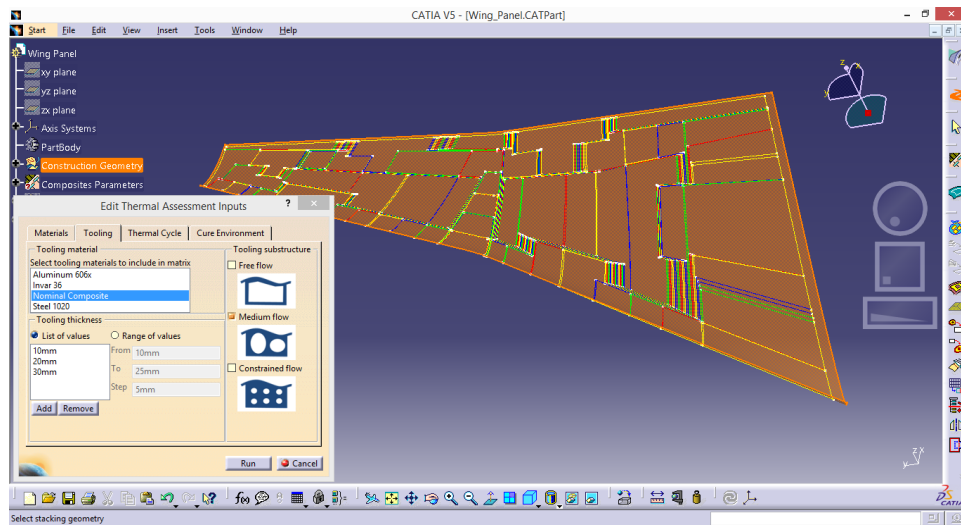 CATIA V5 - [Wing_Panel.CATPart]
Start File Edit View Insert Tools Window Help
Wing Panel
xy plane
yz plane
zx plane
Axis Systems
PartBody
Construction Geometry
Composites Parameters
Edit Thermal Assessment Inputs ? x
Materials Tooling Thermal Cycle Cure Environment
Tooling material
Select tooling materials to include in matrix
Aluminum 606x
Invar 36
Nominal Composite
Steel 1020
Tooling thickness
List of values Range of values
10mm
20mm
30mm
From 10mm
To 25mm
Step 5mm
Add Remove
Tooling substructure
Free flow
Medium flow
Constrained flow
Run Cancel
z
x
y
z
x
y
f(x)
CATIA
Select stacking geometry